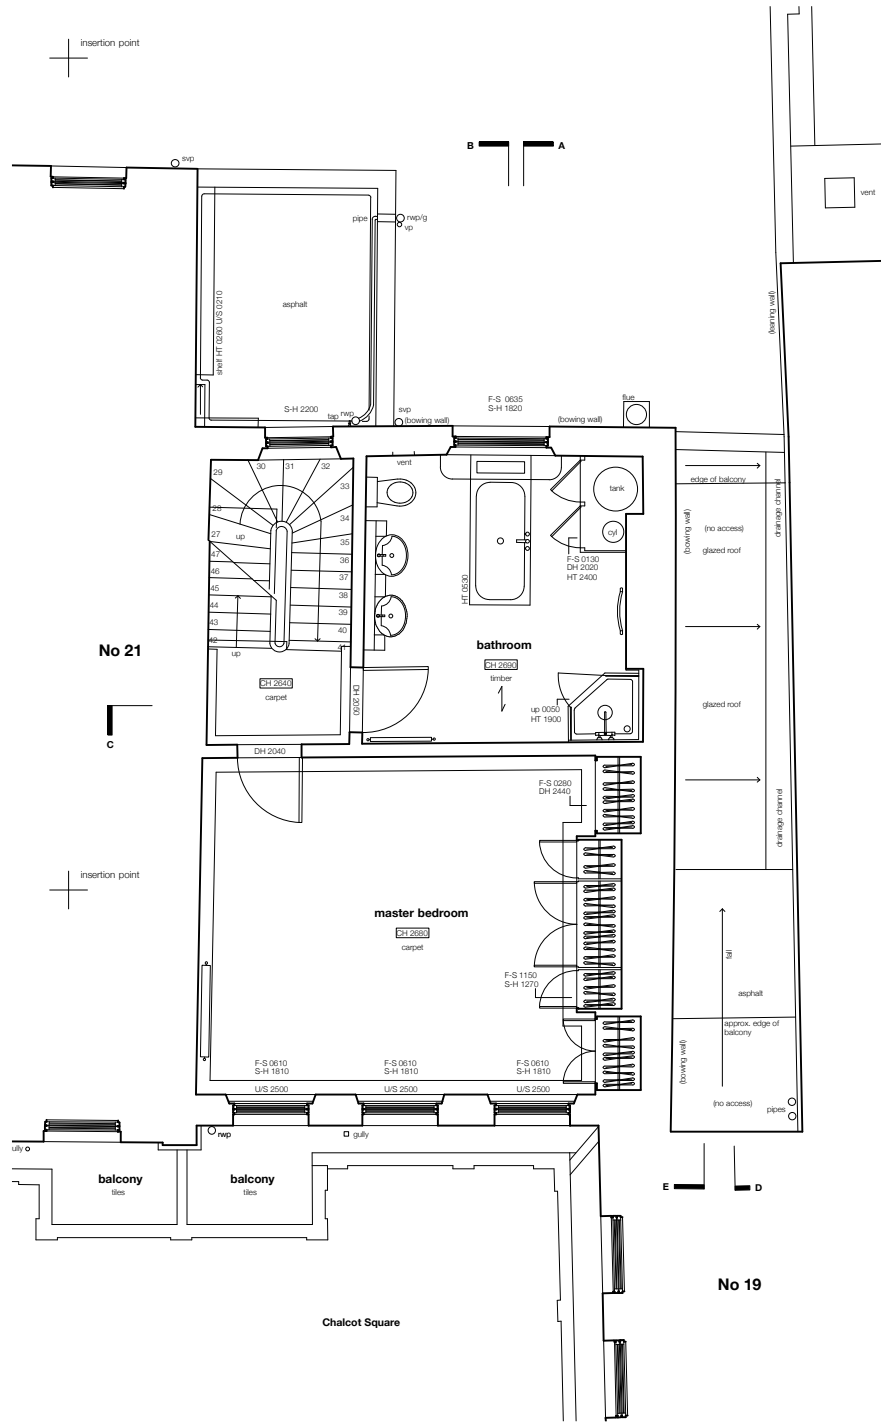 insertion point
svp
B
A
vent
pipe
rwp/g
vp
asphalt
shelf HT 0260 U/S 0210
(leaning wall)
S-H 2200
tap
rwp
svp
(bowing wall)
F-S 0635
S-H 1820
(bowing wall)
flue
29
30
31
32
33
34
35
36
37
38
39
40
41
28
27
47
46
45
44
43
42
up
up
vent
tank
cyl
F-S 0130
DH 2020
HT 2400
HT 0530
edge of balcony
drainage channel
(bowing wall)
(no access)
glazed roof
No 21
bathroom
CH 2690
timber
CH 2640
carpet
DH 2050
up 0050
HT 1900
glazed roof
C
DH 2040
F-S 0280
DH 2440
drainage channel
insertion point
master bedroom
CH 2680
carpet
F-S 1150
S-H 1270
fall
asphalt
approx. edge of
balcony
(bowing wall)
F-S 0610
S-H 1810
F-S 0610
S-H 1810
F-S 0610
S-H 1810
U/S 2500
U/S 2500
U/S 2500
(no access)
pipes
rwp
gully
ully
balcony
tiles
balcony
tiles
E
D
No 19
Chalcot Square